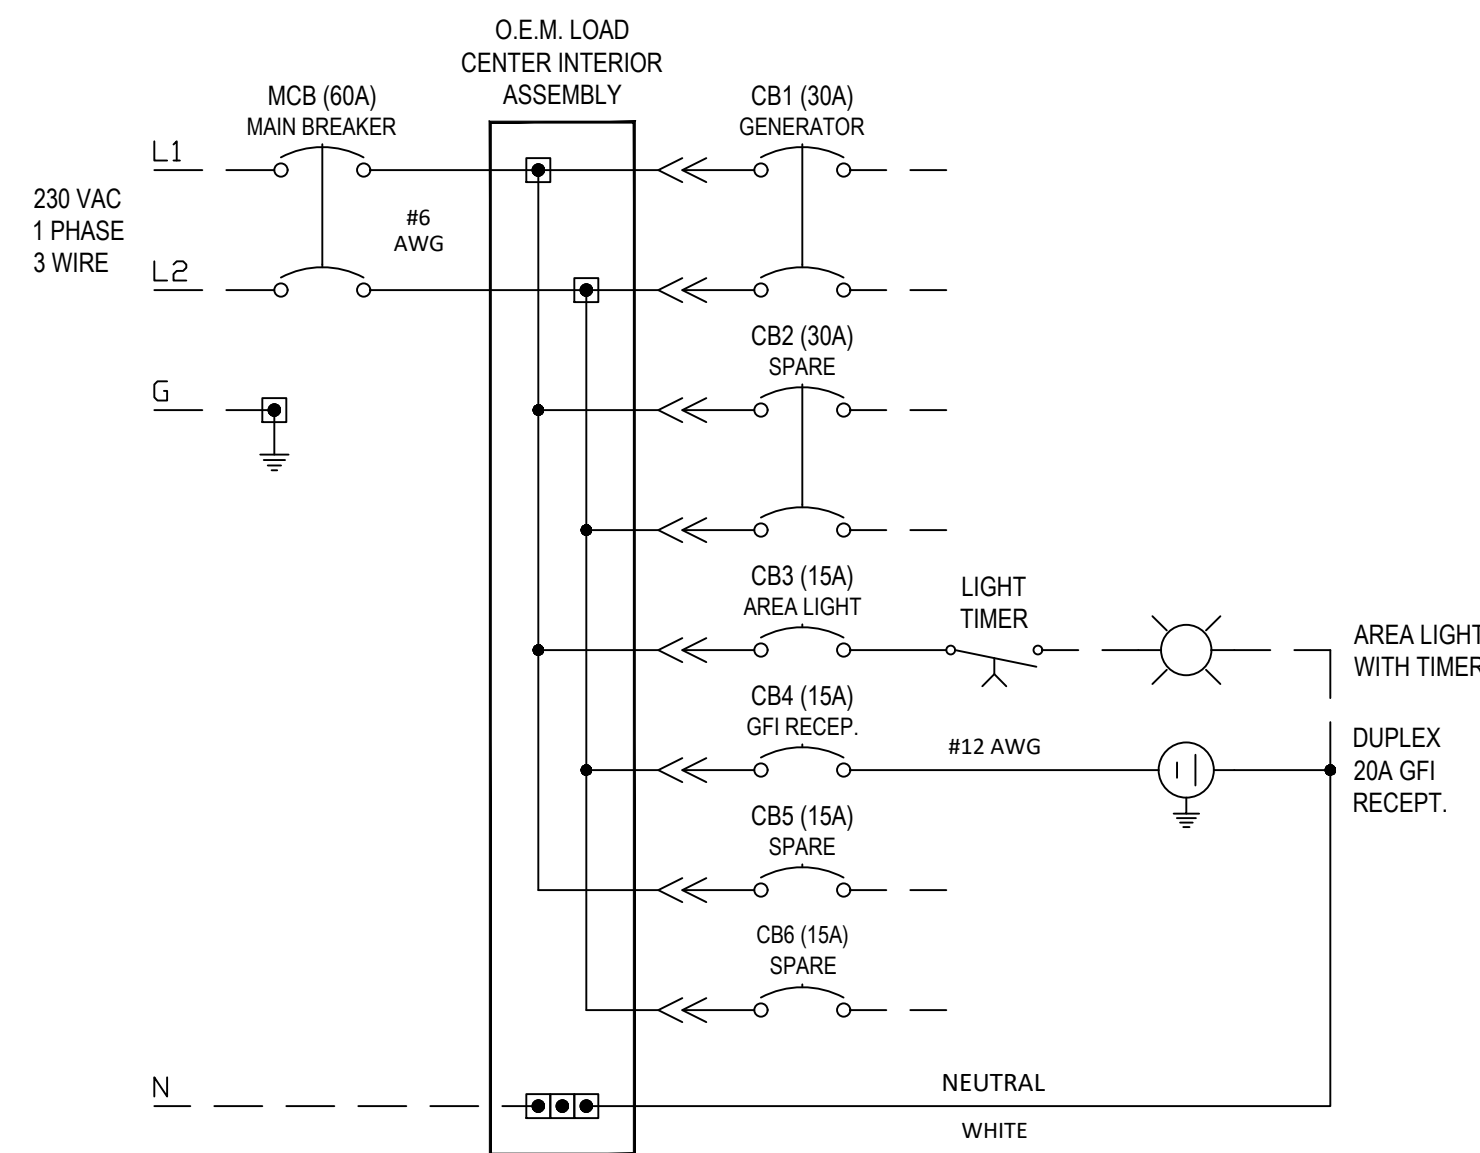 O.E.M. LOAD
CENTER INTERIOR
ASSEMBLY
MCB (60A)
MAIN BREAKER
CB1 (30A)
GENERATOR
L1
230 VAC
1 PHASE
3 WIRE
#6
AWG
L2
CB2 (30A)
SPARE
G
CB3 (15A)
AREA LIGHT
LIGHT
TIMER
AREA LIGHT
WITH TIMER
CB4 (15A)
GFI RECEP.
#12 AWG
DUPLEX
20A GFI
RECEPT.
CB5 (15A)
SPARE
CB6 (15A)
SPARE
N
NEUTRAL
WHITE